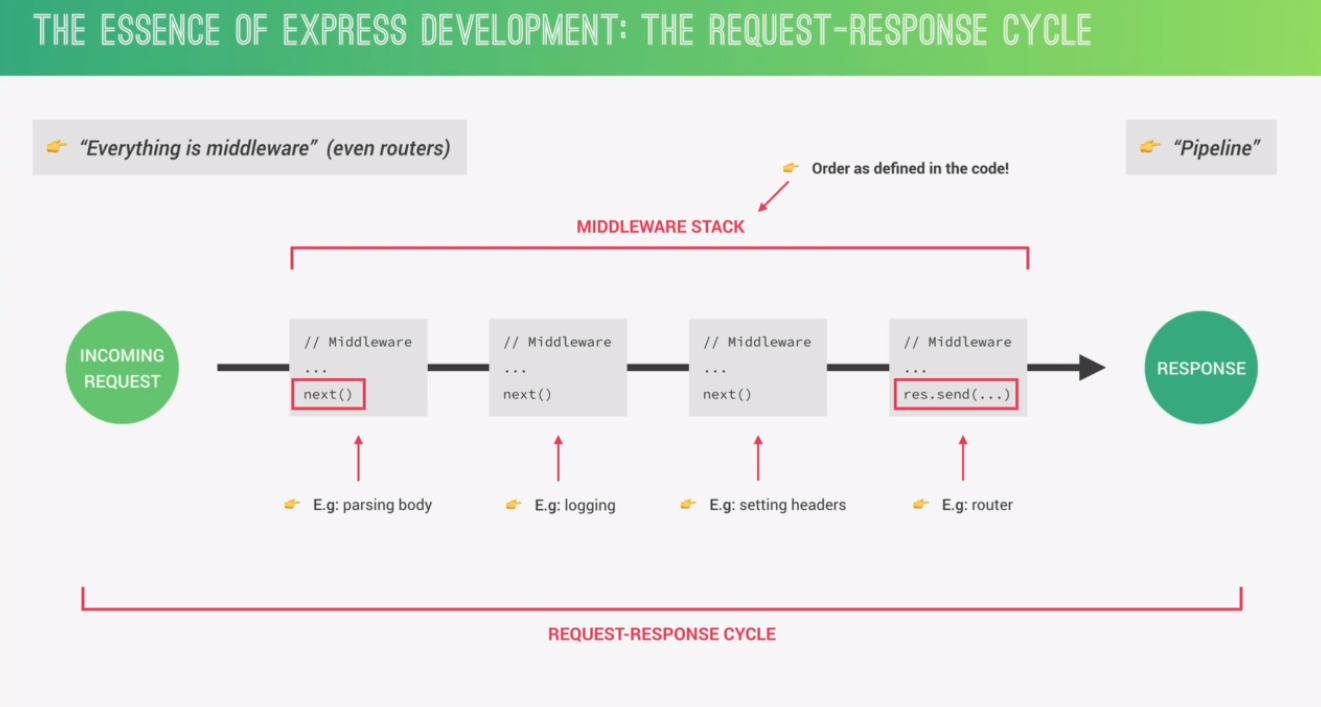 THE ESSENCE OF EXPRESS DEVELOPMENT: THE REQUEST-RESPONSE CYCLE
👉 “Everything is middleware” (even routers)
👉 “Pipeline”
👉 Order as defined in the code!
MIDDLEWARE STACK
INCOMING
REQUEST
// Middleware
...
next()
// Middleware
...
next()
// Middleware
...
next()
// Middleware
...
res.send(...)
RESPONSE
👉 E.g: parsing body
👉 E.g: logging
👉 E.g: setting headers
👉 E.g: router
REQUEST-RESPONSE CYCLE